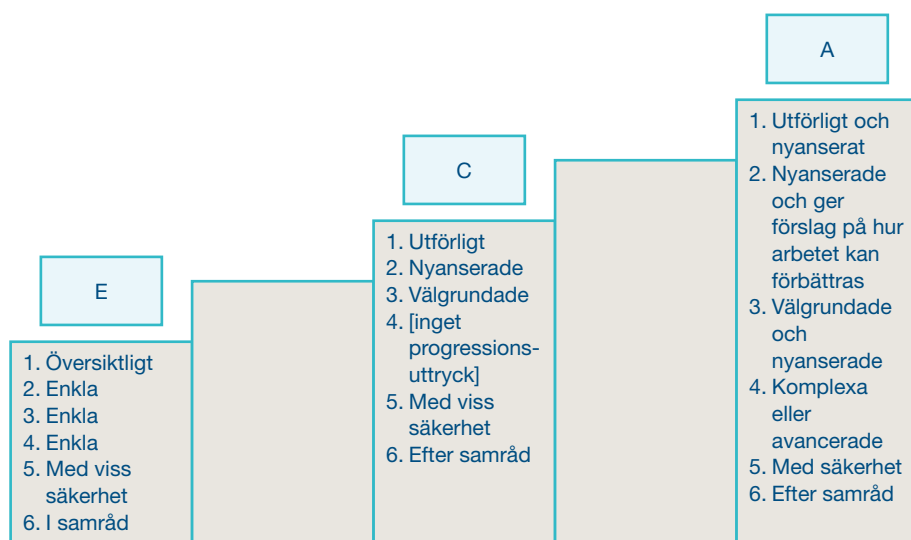 A
1. Utförligt och
nyanserat
2. Nyanserade
och ger
förslag på hur
arbetet kan
förbättras
3. Välgrundade
och
nyanserade
4. Komplexa
eller
avancerade
5. Med säkerhet
6. Efter samråd
C
1. Utförligt
2. Nyanserade
3. Välgrundade
4. [inget
progressions-
uttryck]
5. Med viss
säkerhet
6. Efter samråd
E
1. Översiktligt
2. Enkla
3. Enkla
4. Enkla
5. Med viss
säkerhet
6. I samråd